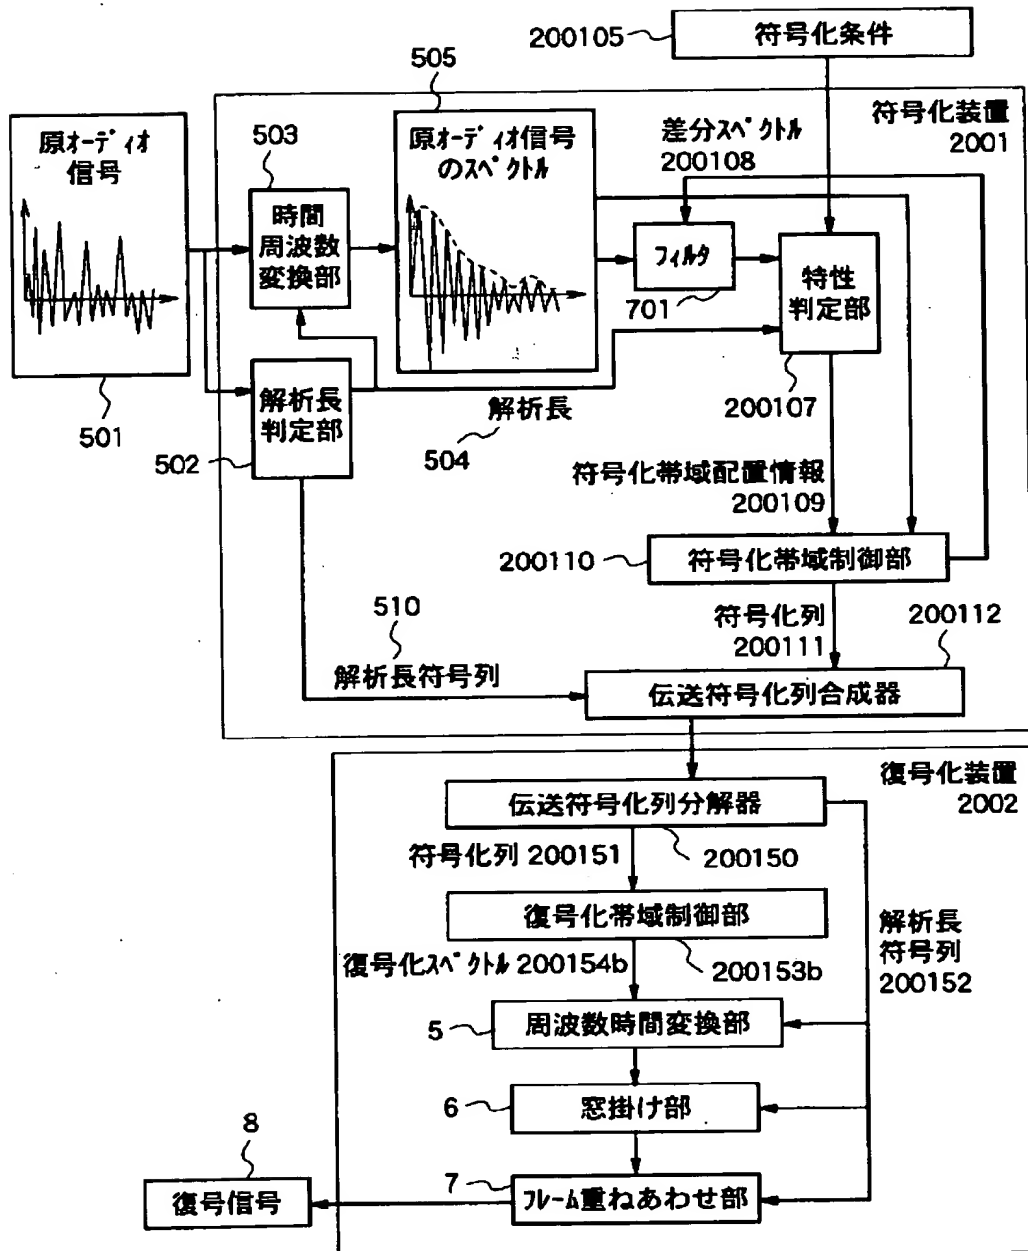 200105
符号化条件
505
符号化装置
2001
原オーディオ
信号
503
原オーディオ信号
のスペクトル
差分スペクトル
200108
時間
周波数
変換部
フィルタ
特性
判定部
701
501
502
解析長
判定部
解析長
504
200107
符号化帯域配置情報
200109
200110
符号化帯域制御部
510
符号化列
200111
200112
解析長符号列
伝送符号化列合成器
復号化装置
2002
伝送符号化列分解器
符号化列 200151
200150
復号化帯域制御部
解析長
符号列
200152
復号化スペクトル 200154b
200153b
5
周波数時間変換部
6
窓掛け部
8
7
復号信号
フレーム重ねあわせ部